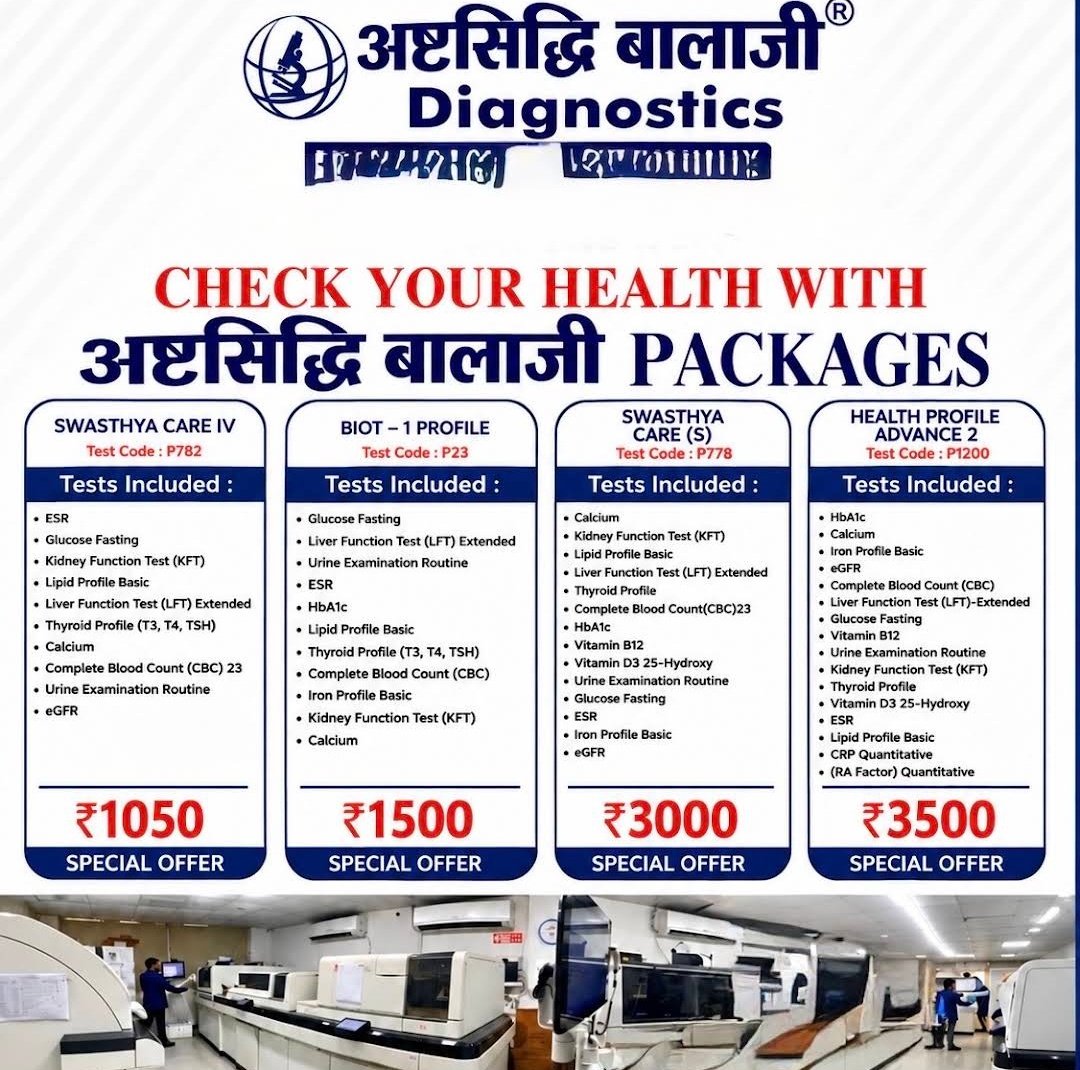 अष्टसिद्धि बालाजी®
Diagnostics
CHECK YOUR HEALTH WITH
अष्टसिद्धि बालाजी PACKAGES
SWASTHYA CARE IV
Test Code : P782
Tests Included :
• ESR
• Glucose Fasting
• Kidney Function Test (KFT)
• Lipid Profile Basic
• Liver Function Test (LFT) Extended
• Thyroid Profile (T3, T4, TSH)
• Calcium
• Complete Blood Count (CBC) 23
• Urine Examination Routine
• eGFR
₹1050
SPECIAL OFFER
BIOT – 1 PROFILE
Test Code : P23
Tests Included :
• Glucose Fasting
• Liver Function Test (LFT) Extended
• Urine Examination Routine
• ESR
• HbA1c
• Lipid Profile Basic
• Thyroid Profile (T3, T4, TSH)
• Complete Blood Count (CBC)
• Iron Profile Basic
• Kidney Function Test (KFT)
• Calcium
₹1500
SPECIAL OFFER
SWASTHYA
CARE (S)
Test Code : P778
Tests Included :
• Calcium
• Kidney Function Test (KFT)
• Lipid Profile Basic
• Liver Function Test (LFT) Extended
• Thyroid Profile
• Complete Blood Count(CBC)23
• HbA1c
• Vitamin B12
• Vitamin D3 25-Hydroxy
• Urine Examination Routine
• Glucose Fasting
• ESR
• Iron Profile Basic
• eGFR
₹3000
SPECIAL OFFER
HEALTH PROFILE
ADVANCE 2
Test Code : P1200
Tests Included :
• HbA1c
• Calcium
• Iron Profile Basic
• eGFR
• Complete Blood Count (CBC)
• Liver Function Test (LFT)-Extended
• Glucose Fasting
• Vitamin B12
• Urine Examination Routine
• Kidney Function Test (KFT)
• Thyroid Profile
• Vitamin D3 25-Hydroxy
• ESR
• Lipid Profile Basic
• CRP Quantitative
• (RA Factor) Quantitative
₹3500
SPECIAL OFFER